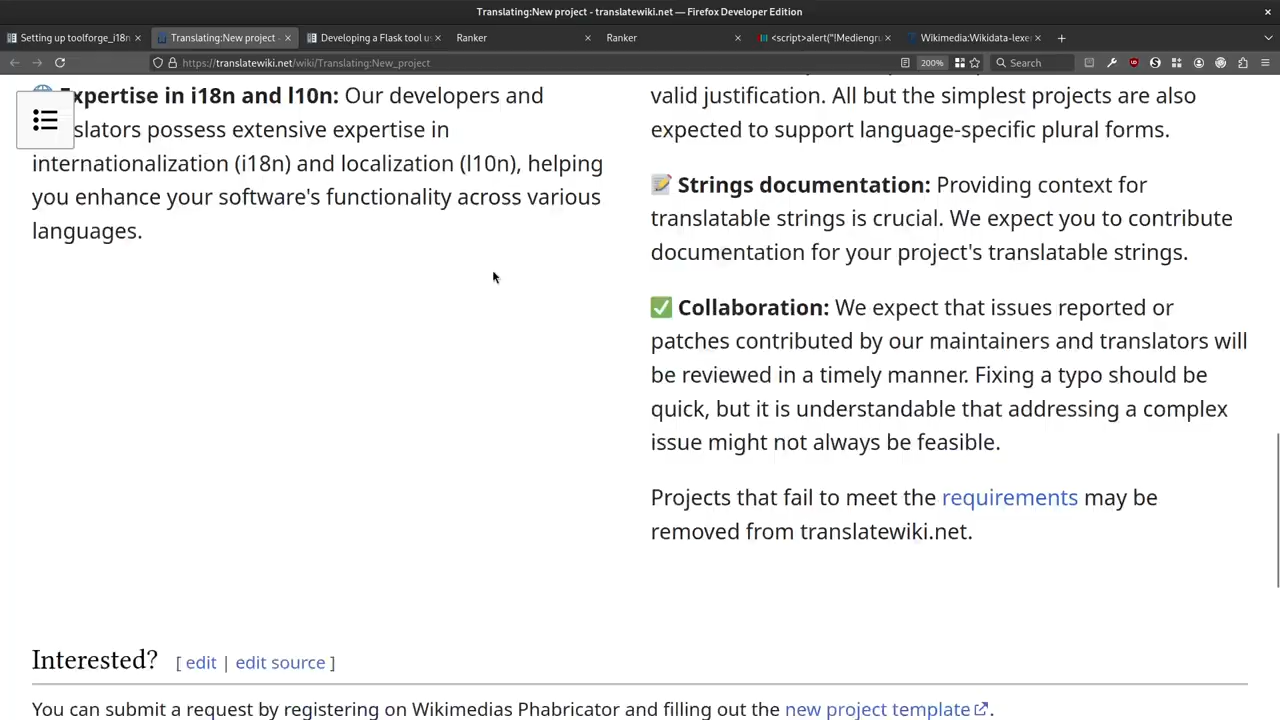 Translating:New project - translatewiki.net — Firefox Developer Edition
Setting up toolforge_i18n
Translating:New project -
Developing a Flask tool u
Ranker
Ranker
<script>alert("!Mediengru
Wikimedia:Wikidata-lexe
https://translatewiki.net/wiki/Translating:New_project
200%
Search
Expertise in i18n and l10n: Our developers and
slators possess extensive expertise in
internationalization (i18n) and localization (l10n), helping
you enhance your software's functionality across various
languages.
valid justification. All but the simplest projects are also
expected to support language-specific plural forms.
Strings documentation: Providing context for
translatable strings is crucial. We expect you to contribute
documentation for your project's translatable strings.
Collaboration: We expect that issues reported or
patches contributed by our maintainers and translators will
be reviewed in a timely manner. Fixing a typo should be
quick, but it is understandable that addressing a complex
issue might not always be feasible.
Projects that fail to meet the requirements may be
removed from translatewiki.net.
Interested? [ edit | edit source ]
You can submit a request by registering on Wikimedias Phabricator and filling out the new project template.